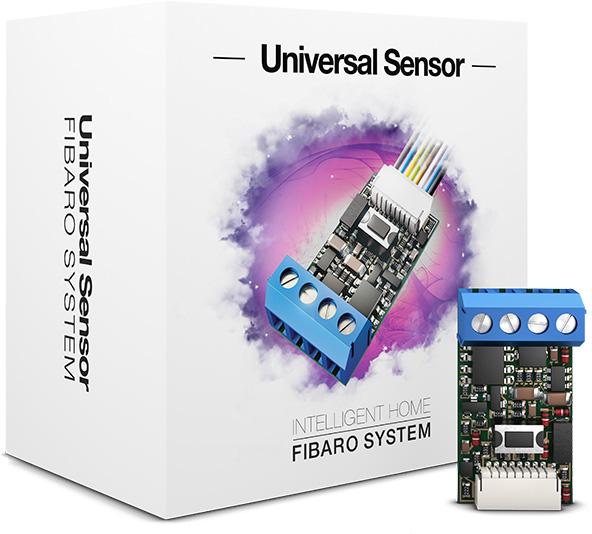 Universal Sensor
FIBARO SYSTEM
— Universal Sensor —
INTELLIGENT HOME
FIBARO SYSTEM